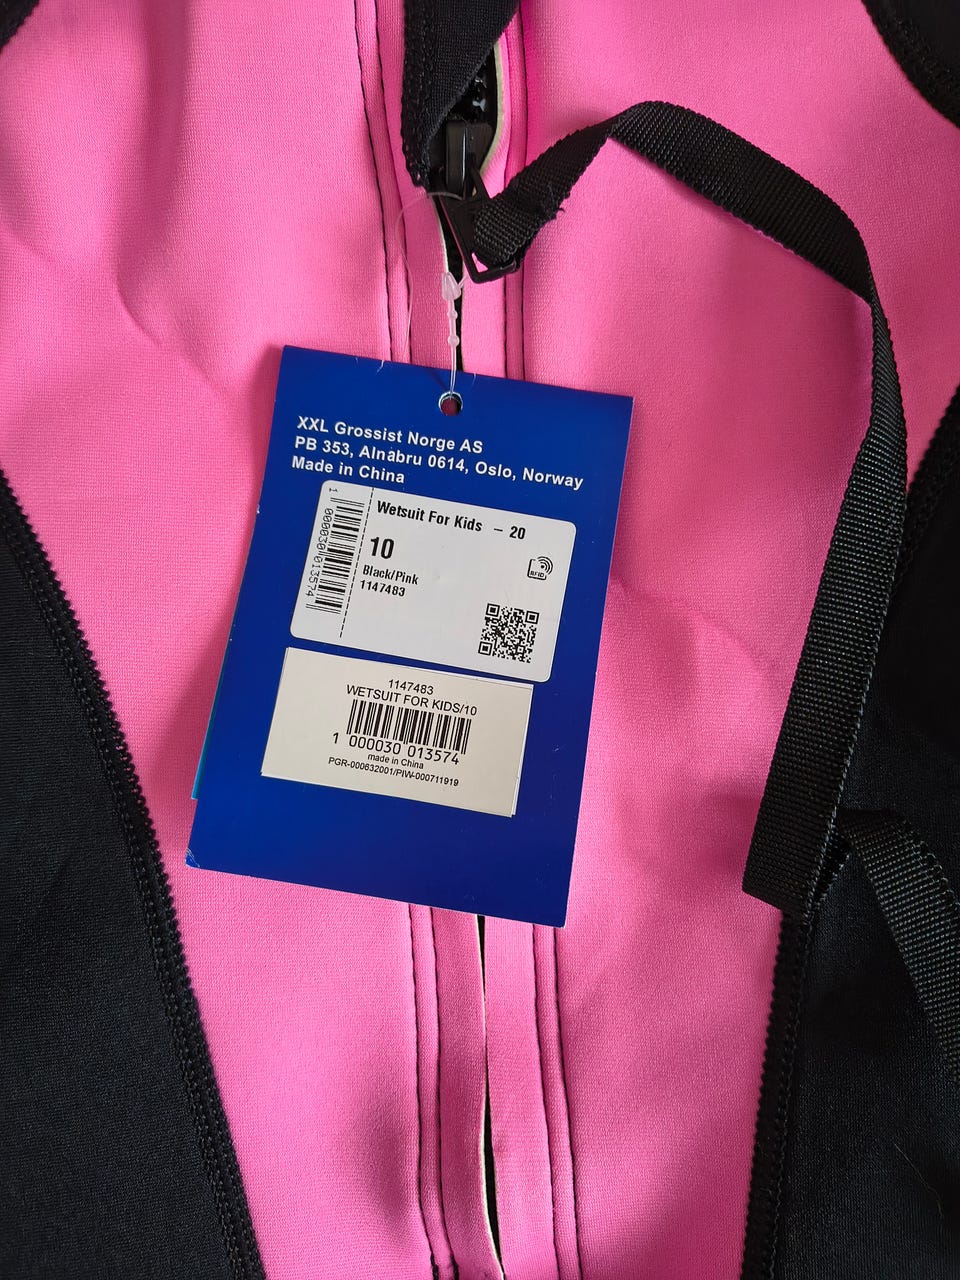 XXL Grossist Norge AS
PB 353, Alnabru 0614, Oslo, Norway
Made in China
1 000030 013574
Wetsuit For Kids – 20
10
Black/Pink
1147483
RFID
1147483
WETSUIT FOR KIDS/10
1 000030 013574
made in China
PGR-000632001/PIW-000711919